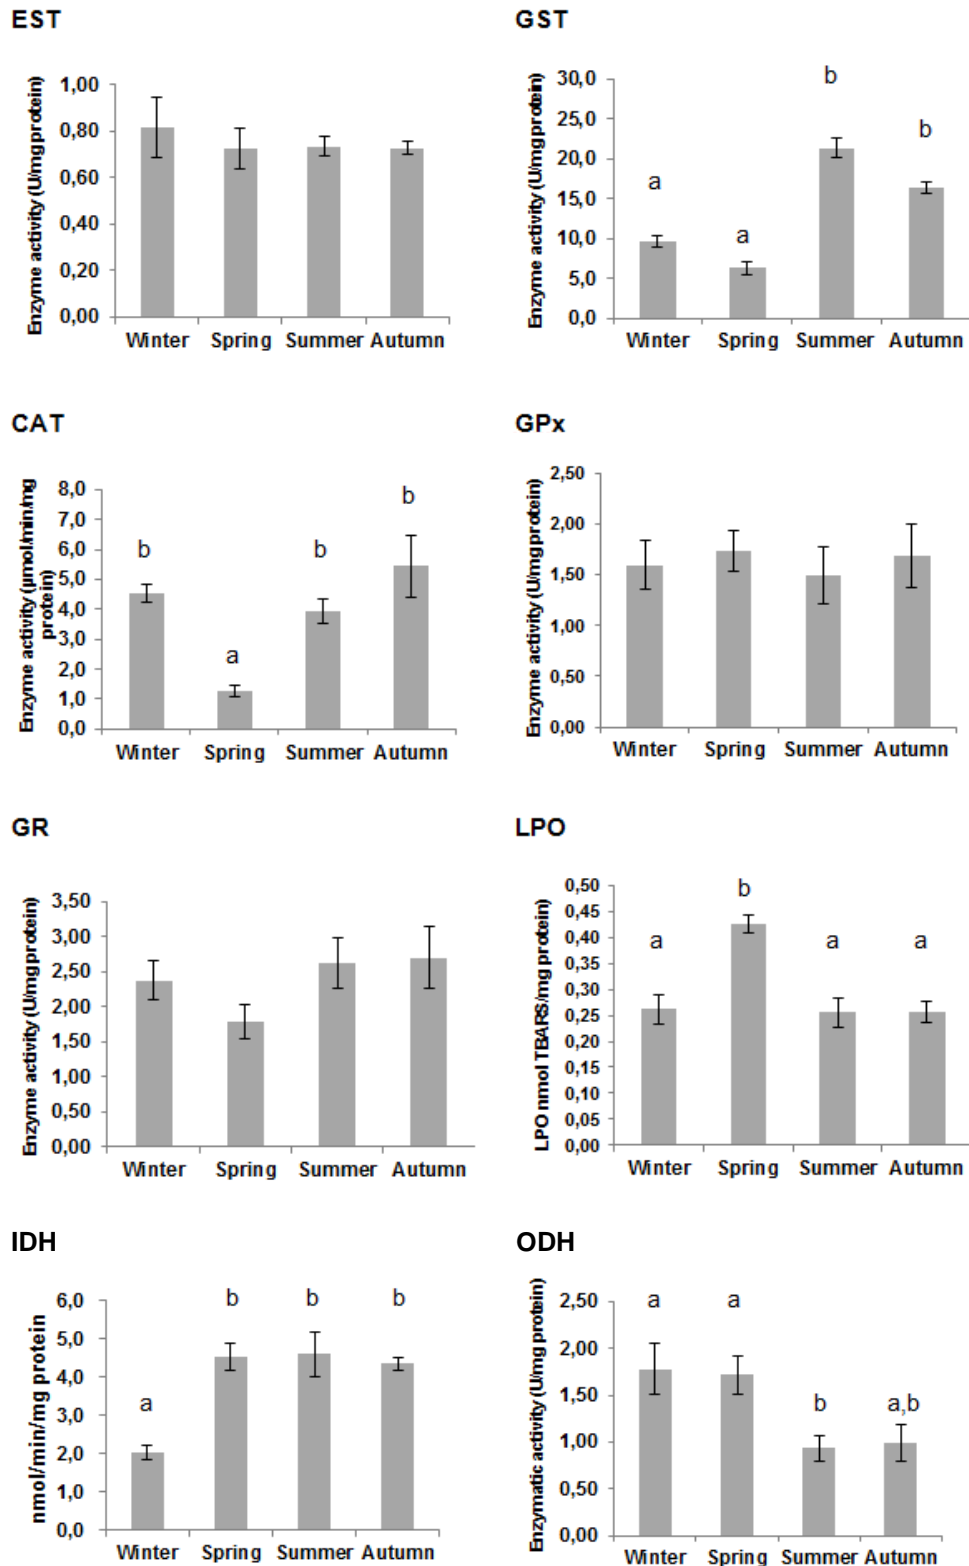 EST
Enzyme activity (U/mg protein)
1,00
0,80
0,60
0,40
0,20
0,00
Winter Spring Summer Autumn
GST
Enzyme activity (U/mg protein)
30,0
25,0
20,0
15,0
10,0
5,0
0,0
a
a
b
b
Winter Spring Summer Autumn
CAT
Enzyme activity (µmol/min/mg
protein)
8,0
7,0
6,0
5,0
4,0
3,0
2,0
1,0
0,0
b
a
b
b
Winter Spring Summer Autumn
GPx
Enzyme activity (U/mg protein)
2,50
2,00
1,50
1,00
0,50
0,00
Winter Spring Summer Autumn
GR
Enzyme activity (U/mg protein)
3,50
3,00
2,50
2,00
1,50
1,00
0,50
0,00
Winter Spring Summer Autumn
LPO
LPO nmol TBARS/mg protein)
0,50
0,45
0,40
0,35
0,30
0,25
0,20
0,15
0,10
0,05
0,00
a
b
a
a
Winter Spring Summer Autumn
IDH
nmol/min/mg protein
6,0
5,0
4,0
3,0
2,0
1,0
0,0
a
b
b
b
Winter Spring Summer Autumn
ODH
Enzymatic activity (U/mg protein)
2,50
2,00
1,50
1,00
0,50
0,00
a
a
b
a,b
Winter Spring Summer Autumn